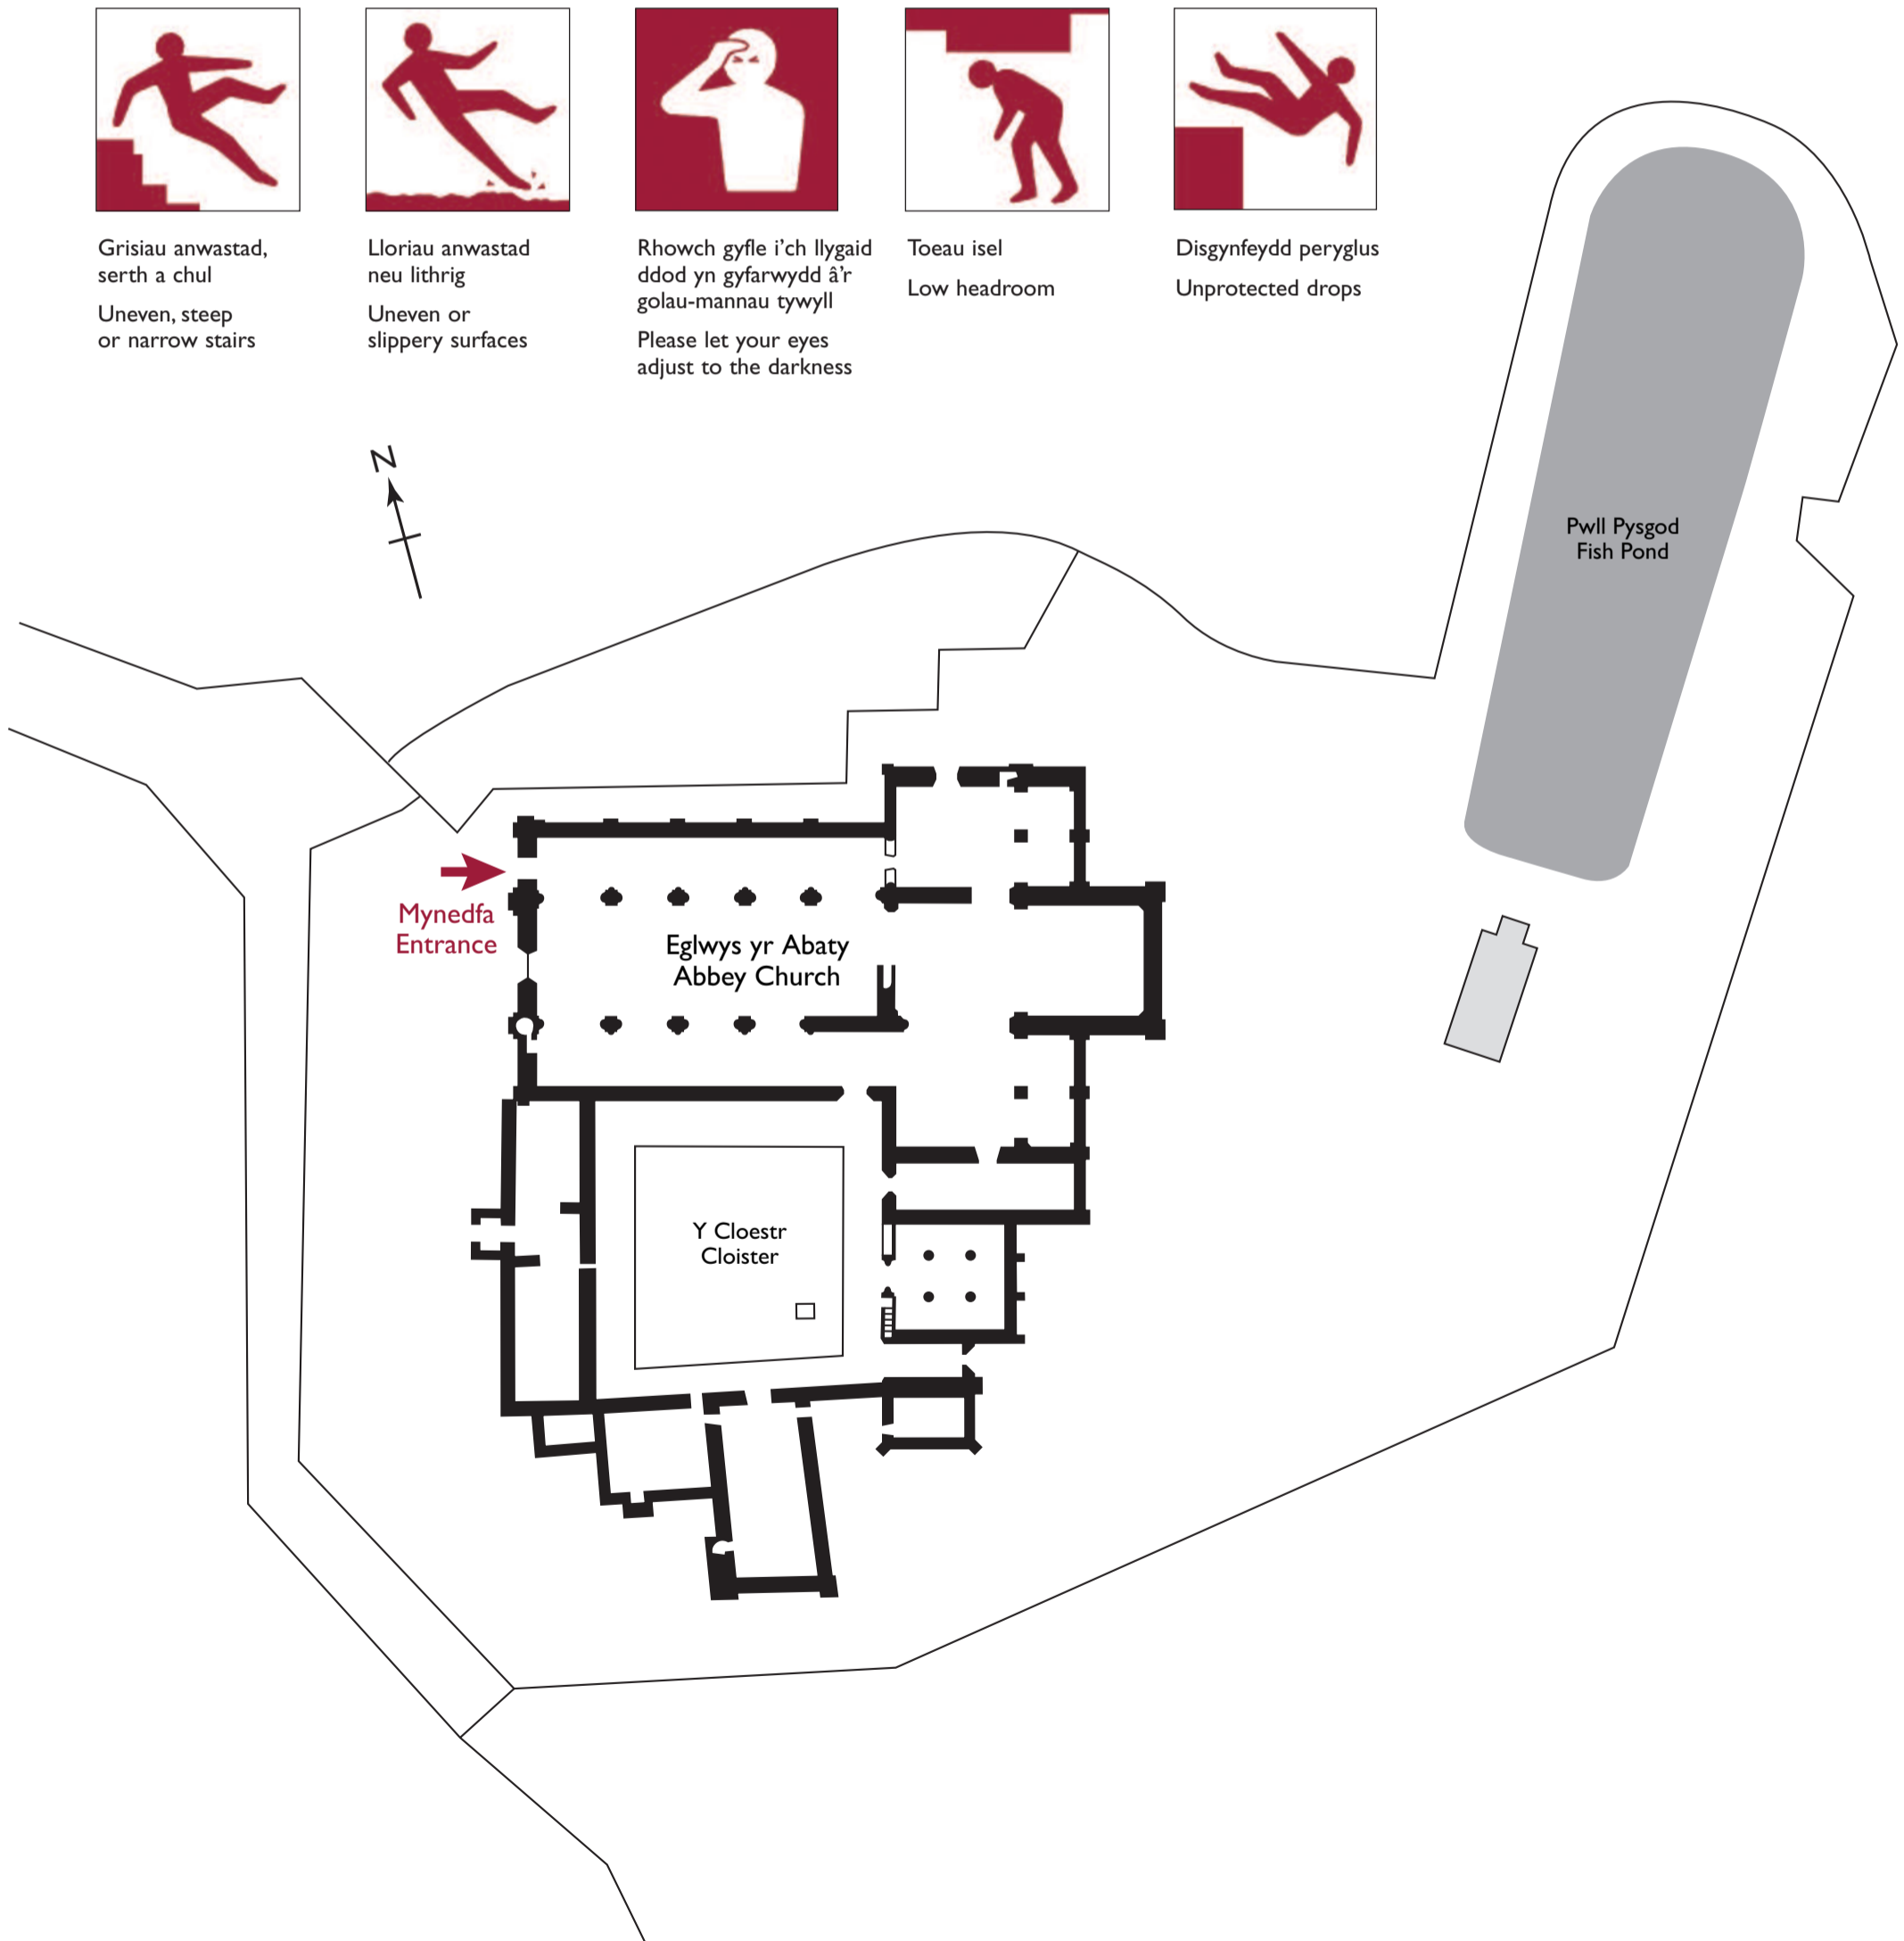 Grisiau anwastad,
serth a chul
Uneven, steep
or narrow stairs
Lloriau anwastad
neu lithrig
Uneven or
slippery surfaces
Rhowch gyfle i’ch llygaid
ddod yn gyfarwydd â’r
golau-mannau tywyll
Please let your eyes
adjust to the darkness
Toeau isel
Low headroom
Disgynfeydd peryglus
Unprotected drops
N
Pwll Pysgod
Fish Pond
Mynedfa
Entrance
Eglwys yr Abaty
Abbey Church
Y Cloestr
Cloister